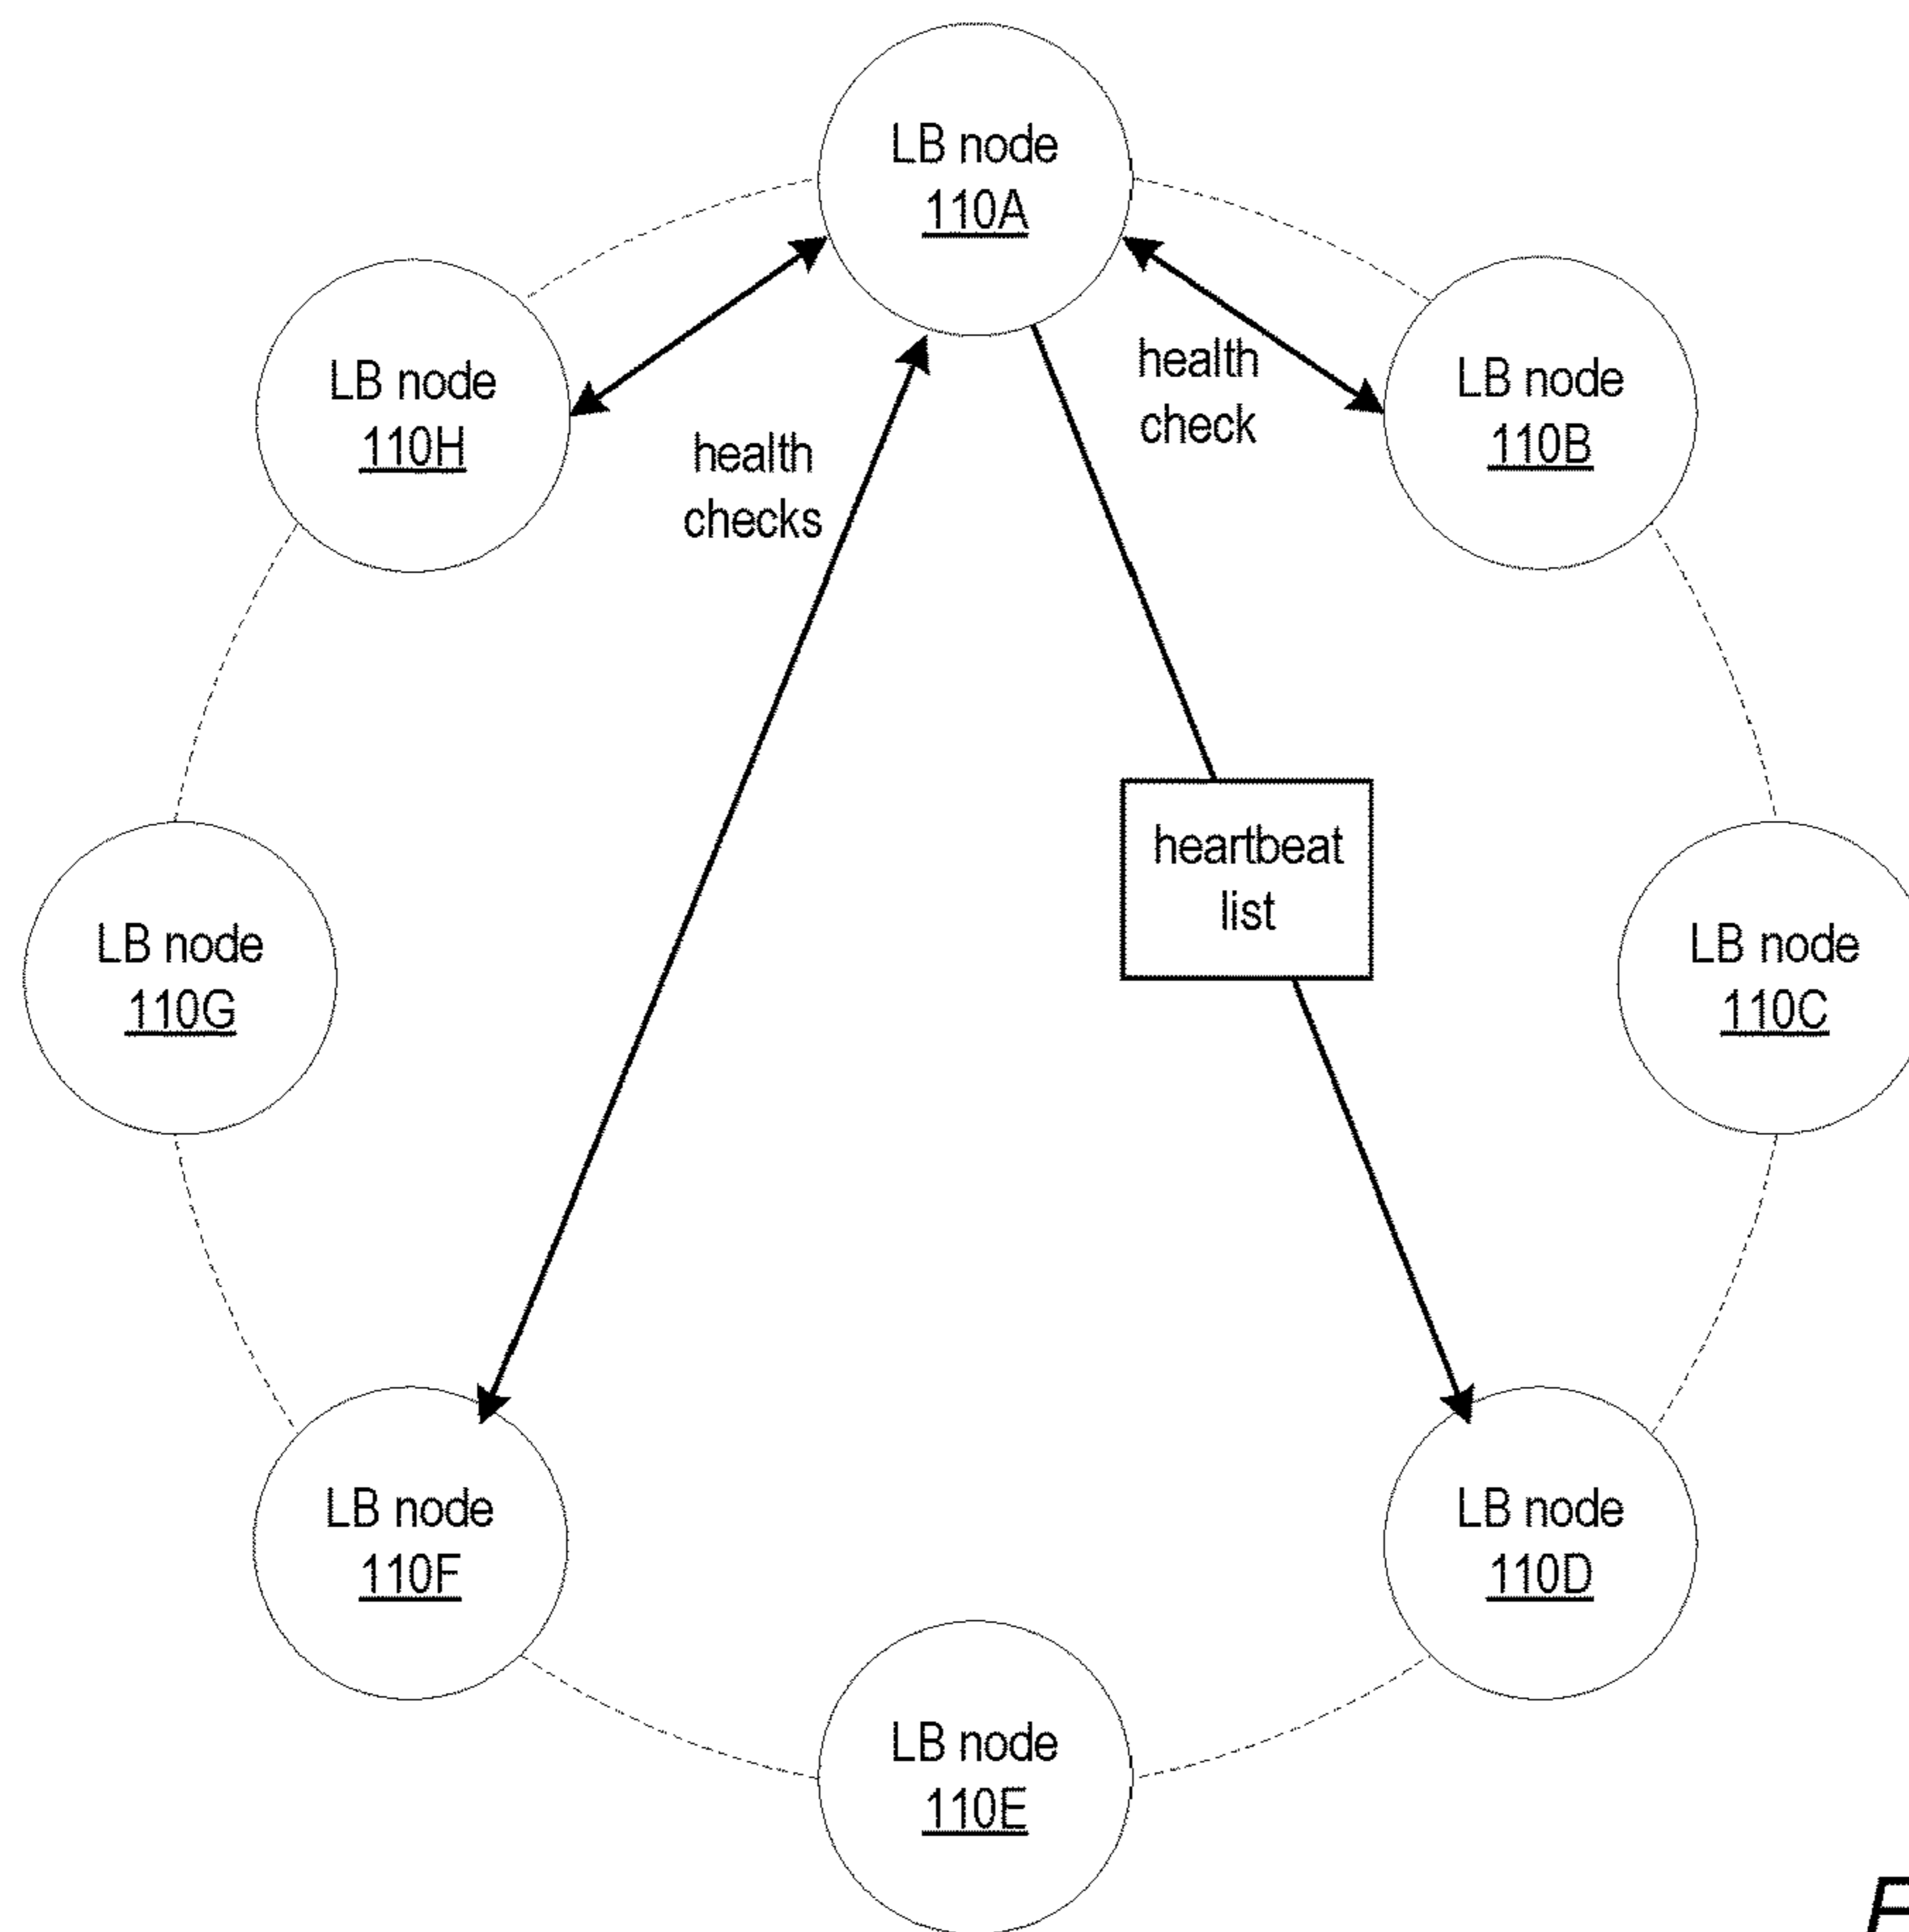 LB node
110A
LB node
110H
health
check
LB node
110B
health
checks
heartbeat
list
LB node
110G
LB node
110C
LB node
110F
LB node
110D
LB node
110E